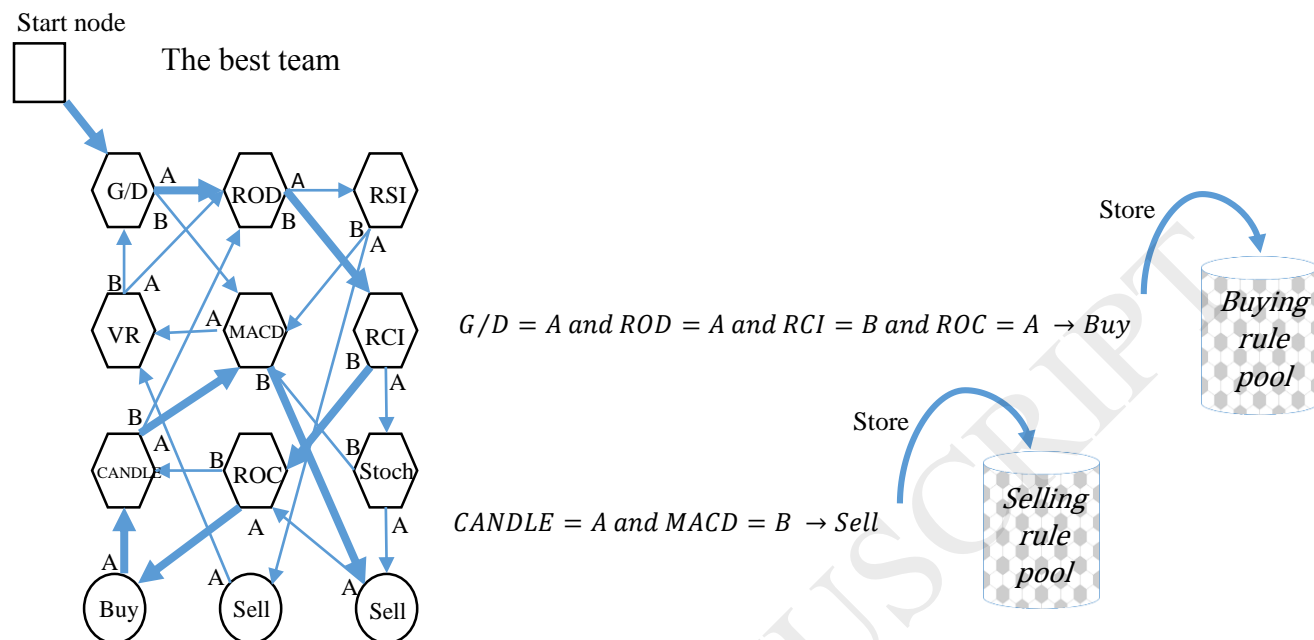 Start node
The best team
G/D
A
ROD
A
RSI
B
B
B
A
B
A
VR
A
MACD
RCI
G/D = A and ROD = A and RCI = B and ROC = A → Buy
Store
Buying
rule
pool
B
B
A
B
A
CANDLE
B
ROC
B
Stoch
A
A
CANDLE = A and MACD = B → Sell
Store
Selling
rule
pool
A
A
A
Buy
Sell
Sell
USCRIPT